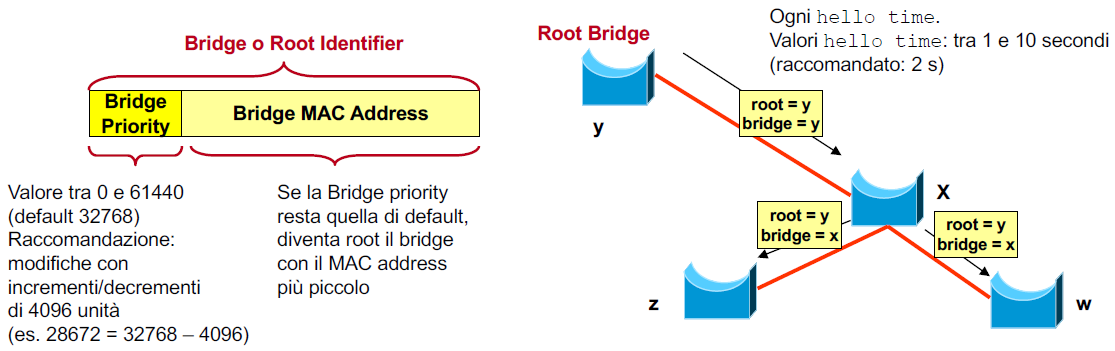 Bridge o Root Identifier
Bridge
Priority
Bridge MAC Address
Valore tra 0 e 61440
(default 32768)
Raccomandazione:
modifiche con
incrementi/decrementi
di 4096 unità
(es. 28672 = 32768 – 4096)
Se la Bridge priority
resta quella di default,
diventa root il bridge
con il MAC address
più piccolo
Root Bridge
Ogni hello time.
Valori hello time: tra 1 e 10 secondi
(raccomandato: 2 s)
y
root = y
bridge = y
X
root = y
bridge = x
root = y
bridge = x
z
w